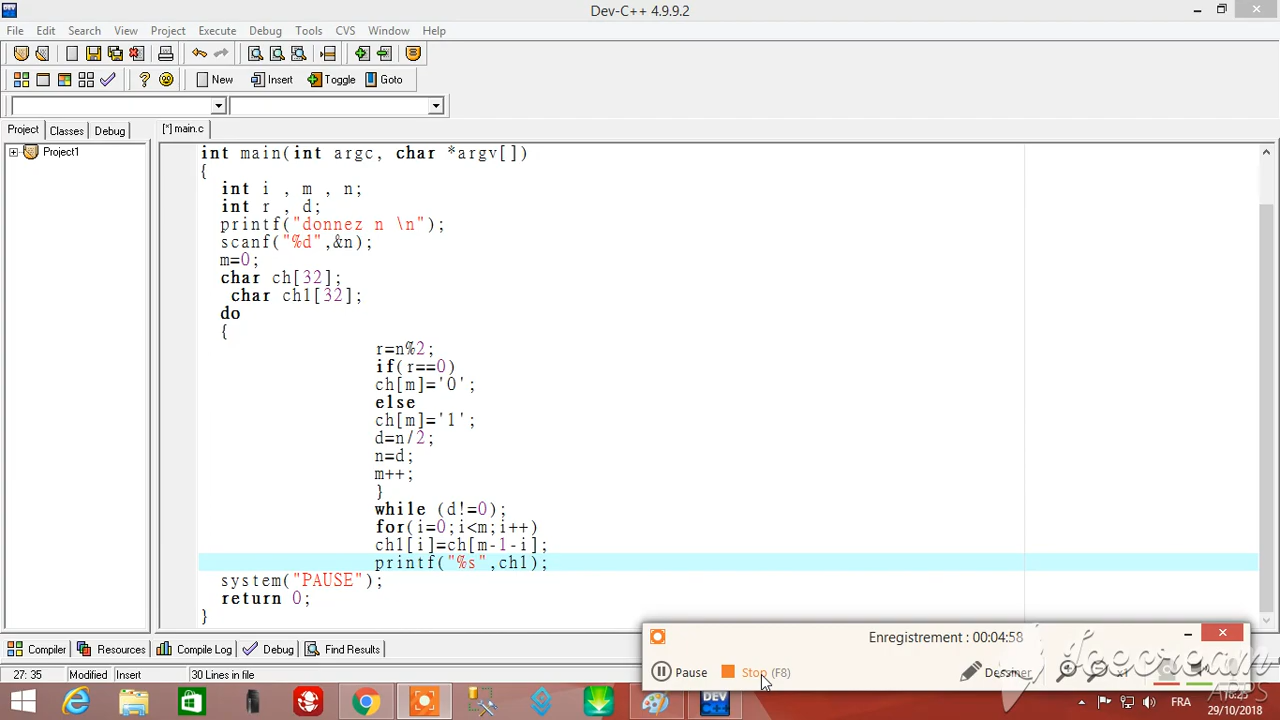 Dev-C++ 4.9.9.2
File Edit Search View Project Execute Debug Tools CVS Window Help
New Insert Toggle Goto
Project Classes Debug [*] main.c
Project1
int main(int argc, char *argv[])
{
int i , m , n;
int r , d;
printf("donnez n \n");
scanf("%d",&n);
m=0;
char ch[32];
char ch1[32];
do
{
r=n%2;
if(r==0)
ch[m]='0';
else
ch[m]='1';
d=n/2;
n=d;
m++;
}
while (d!=0);
for(i=0;i<m;i++)
ch1[i]=ch[m-1-i];
printf("%s",ch1);
system("PAUSE");
return 0;
}
Enregistrement : 00:04:58
Compiler Resources Compile Log Debug Find Results
Pause Stop (F8) Dessiner x1
27: 35 Modified Insert 30 Lines in file
Icecream
APPS
DEV
FRA
29/10/2018